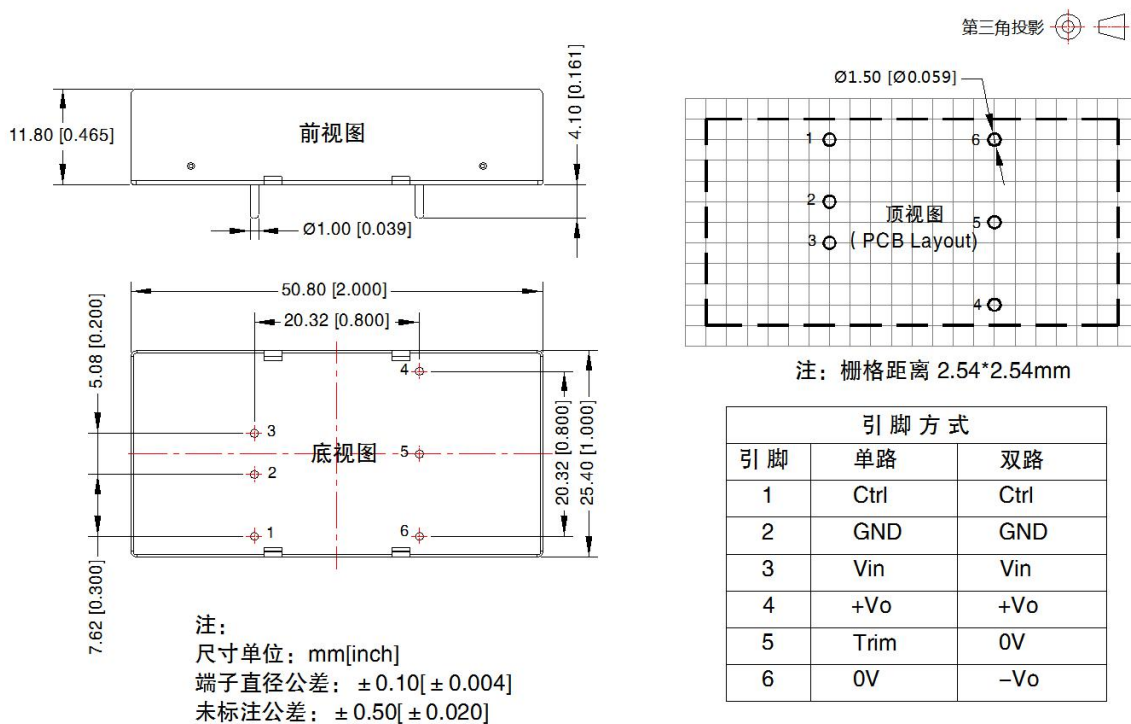 第三角投影
11.80 [0.465]
前视图
4.10 [0.161]
Ø1.00 [0.039]
50.80 [2.000]
20.32 [0.800]
5.08 [0.200]
7.62 [0.300]
底视图
4
3
5
2
1
6
20.32 [0.800]
25.40 [1.000]
注：
尺寸单位：mm[inch]
端子直径公差：±0.10[±0.004]
未标注公差：±0.50[±0.020]
Ø1.50 [Ø0.059]
1
6
2
顶视图
5
3
( PCB Layout)
4
注：栅格距离 2.54*2.54mm
引脚方式
引脚 单路 双路
1 Ctrl Ctrl
2 GND GND
3 Vin Vin
4 +Vo +Vo
5 Trim 0V
6 0V −Vo